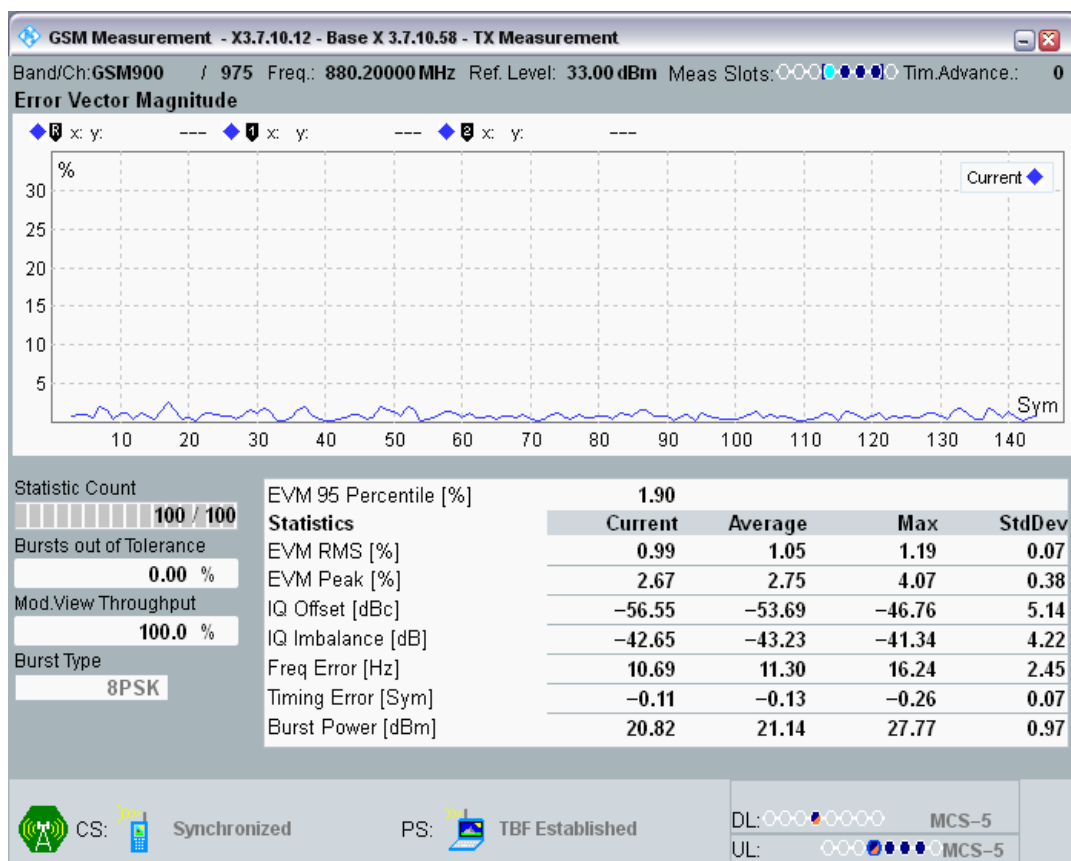 GSM Measurement - X3.7.10.12 - Base X 3.7.10.58 - TX Measurement
Band/Ch:GSM900 / 975 Freq.: 880.20000 MHz Ref. Level: 33.00 dBm Meas Slots: Tim.Advance.: 0
Error Vector Magnitude
R x: y: --- 1 x: y: --- 2 x: y: ---
%
Current
30
25
20
15
10
5
Sym
10 20 30 40 50 60 70 80 90 100 110 120 130 140
Statistic Count
100 / 100
Bursts out of Tolerance
0.00 %
Mod.View Throughput
100.0 %
Burst Type
8PSK
EVM 95 Percentile [%] 1.90
Statistics Current Average Max StdDev
EVM RMS [%] 0.99 1.05 1.19 0.07
EVM Peak [%] 2.67 2.75 4.07 0.38
IQ Offset [dBc] −56.55 −53.69 −46.76 5.14
IQ Imbalance [dB] −42.65 −43.23 −41.34 4.22
Freq Error [Hz] 10.69 11.30 16.24 2.45
Timing Error [Sym] −0.11 −0.13 −0.26 0.07
Burst Power [dBm] 20.82 21.14 27.77 0.97
CS: Synchronized PS: TBF Established
DL: MCS−5
UL: MCS−5